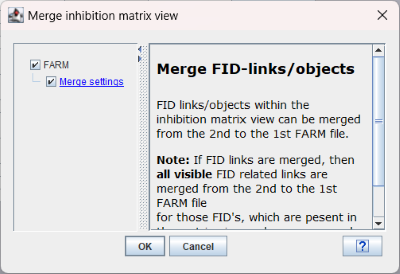 Merge inhibition matrix view
FARM
Merge settings
Merge FID-links/objects
FID links/objects within the
inhibition matrix view can be merged
from the 2nd to the 1st FARM file.
Note: If FID links are merged, then
all visible FID related links are
merged from the 2nd to the 1st
FARM file
for those FID's, which are pesent in
OK
Cancel
?